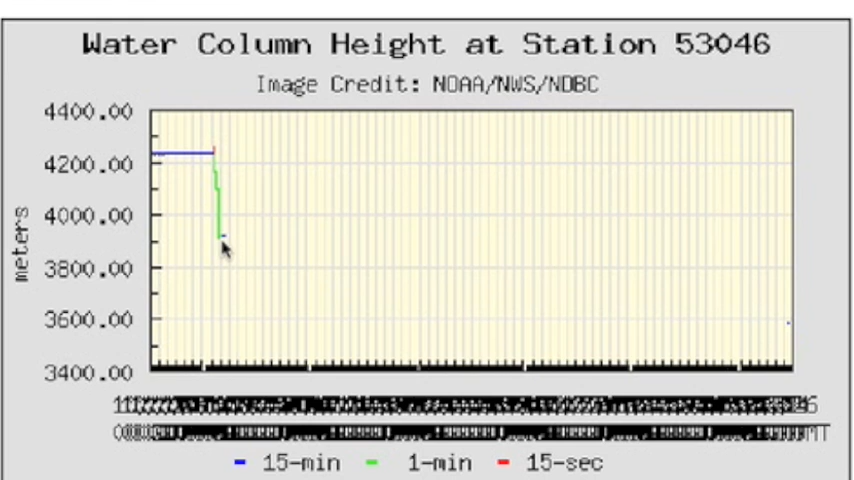 Water Column Height at Station 53046
Image Credit: NOAA/NWS/NDBC
4400.00
4200.00
4000.00
3800.00
3600.00
3400.00
meters
15-min 1-min 15-sec